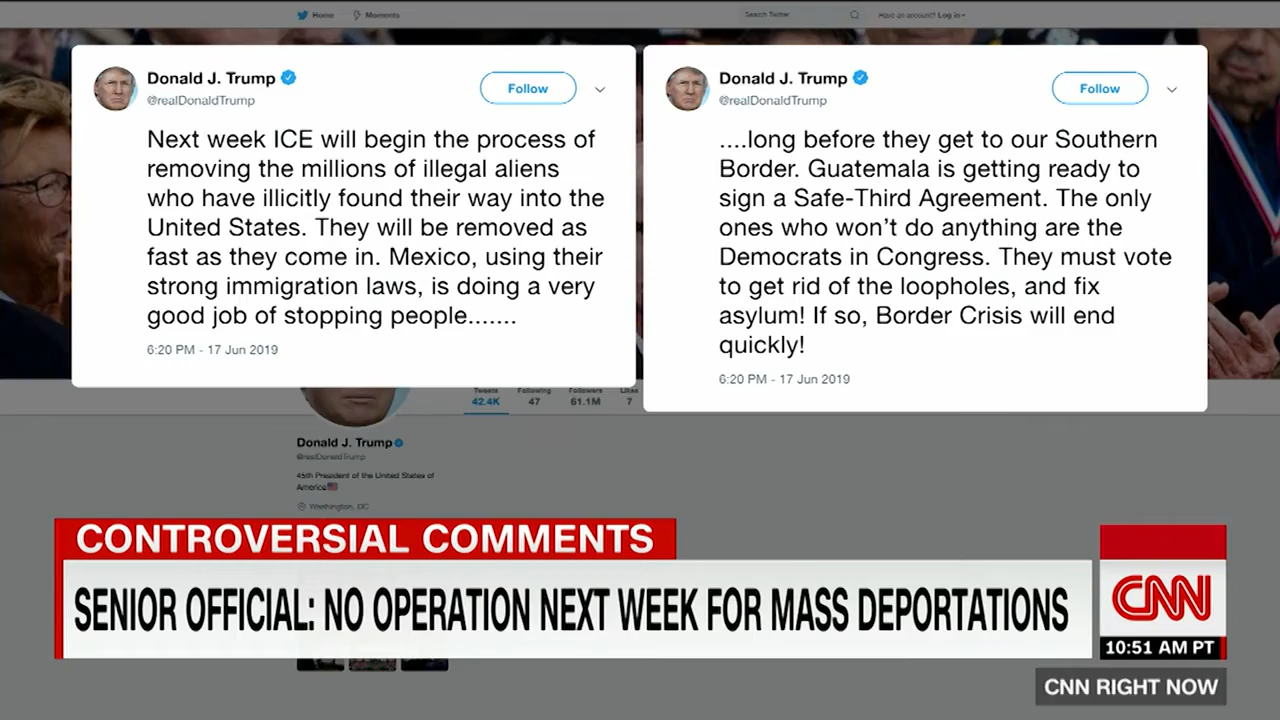 Home
Moments
Search Twitter
Have an account? Log in
Donald J. Trump
@realDonaldTrump
Follow
Next week ICE will begin the process of
removing the millions of illegal aliens
who have illicitly found their way into the
United States. They will be removed as
fast as they come in. Mexico, using their
strong immigration laws, is doing a very
good job of stopping people.......
6:20 PM - 17 Jun 2019
Donald J. Trump
@realDonaldTrump
Follow
....long before they get to our Southern
Border. Guatemala is getting ready to
sign a Safe-Third Agreement. The only
ones who won’t do anything are the
Democrats in Congress. They must vote
to get rid of the loopholes, and fix
asylum! If so, Border Crisis will end
quickly!
6:20 PM - 17 Jun 2019
Tweets Following Followers Likes
42.4K 47 61.1M 7
Donald J. Trump
@realDonaldTrump
45th President of the United States of
America
Washington, DC
CONTROVERSIAL COMMENTS
SENIOR OFFICIAL: NO OPERATION NEXT WEEK FOR MASS DEPORTATIONS
CNN
10:51 AM PT
CNN RIGHT NOW